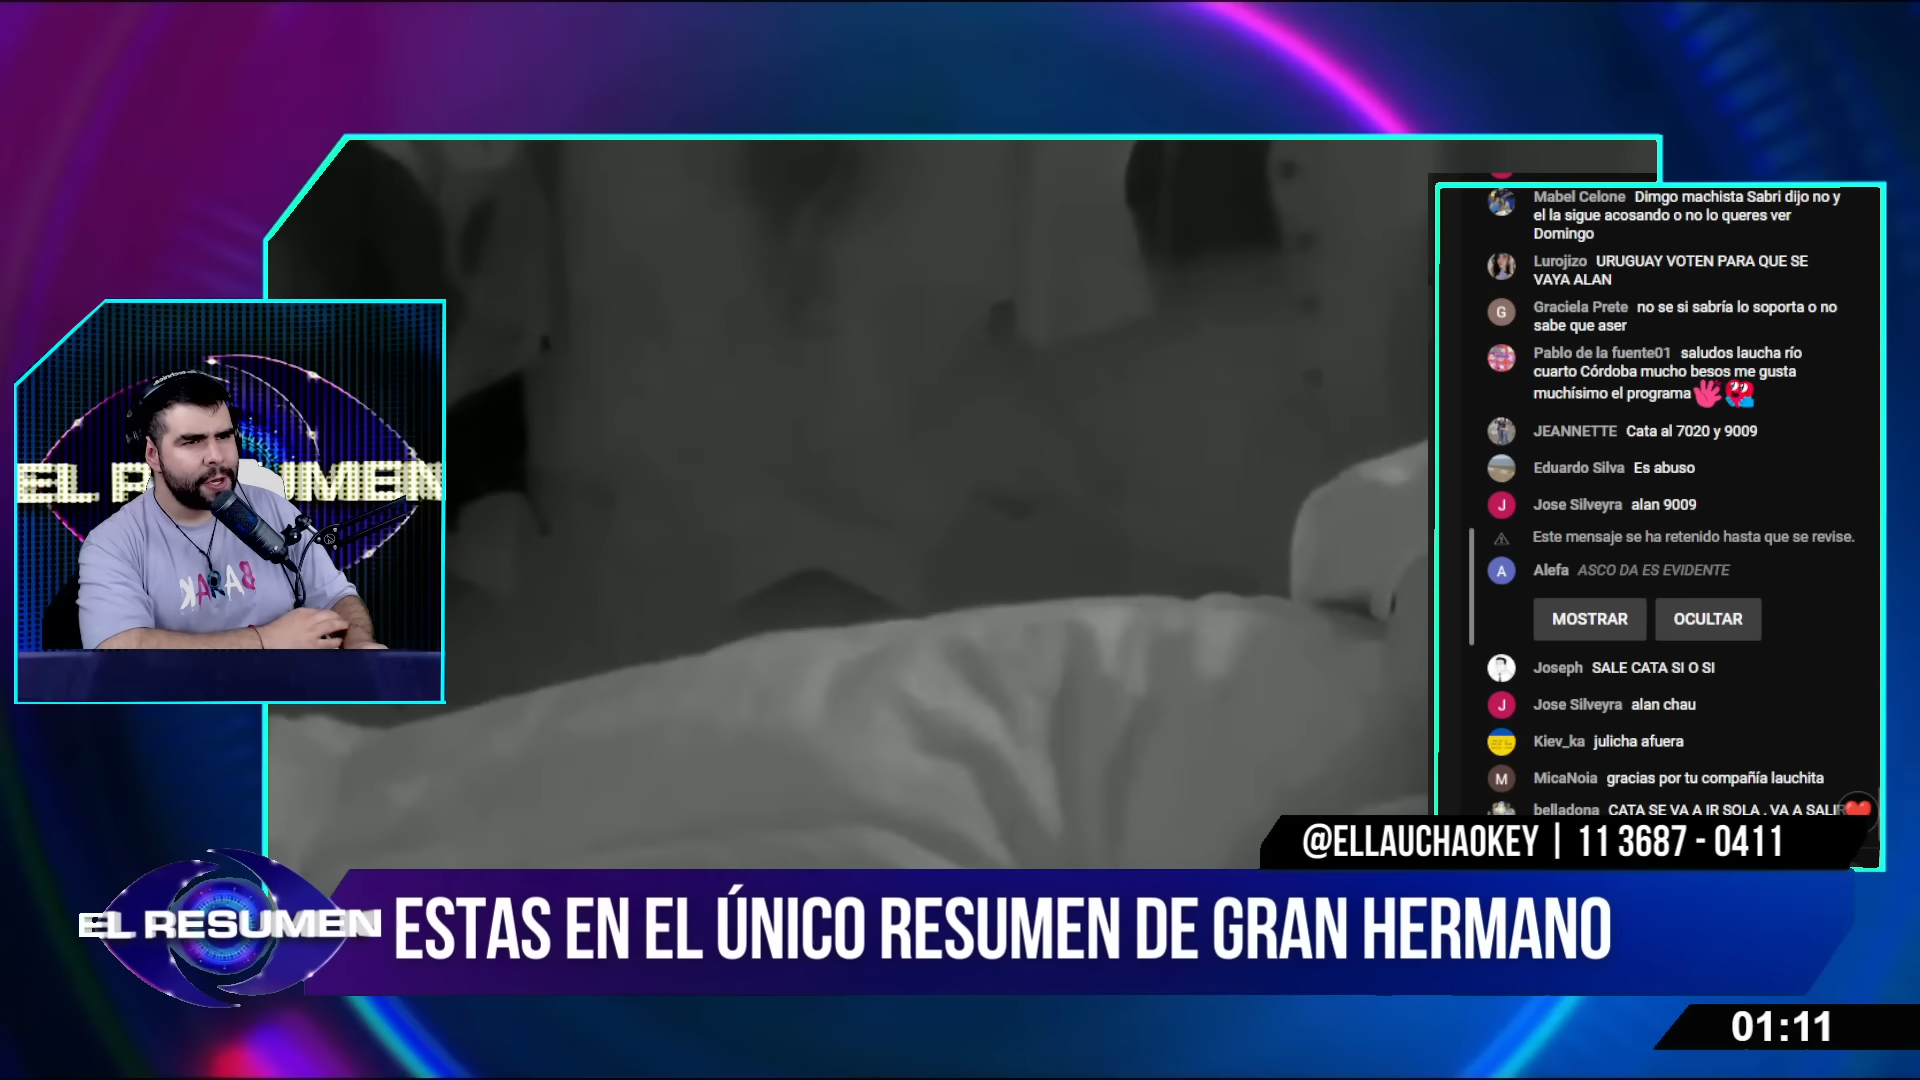 Mabel Celone Dimgo machista Sabri dijo no y
el la sigue acosando o no lo queres ver
Domingo
Lurojizo URUGUAY VOTEN PARA QUE SE
VAYA ALAN
G
Graciela Prete no se si sabría lo soporta o no
sabe que aser
Pablo de la fuente01 saludos laucha río
cuarto Córdoba mucho besos me gusta
muchísimo el programa
JEANNETTE Cata al 7020 y 9009
Eduardo Silva Es abuso
J
Jose Silveyra alan 9009
Este mensaje se ha retenido hasta que se revise.
A
Alefa ASCO DA ES EVIDENTE
MOSTRAR OCULTAR
Joseph SALE CATA SI O SI
J
Jose Silveyra alan chau
Kiev_ka julicha afuera
M
MicaNoia gracias por tu compañía lauchita
belladona CATA SE VA A IR SOLA . VA A SALIR
EL RESUMEN
BARAK
@ELLAUCHAOKEY | 11 3687 - 0411
EL RESUMEN
ESTAS EN EL ÚNICO RESUMEN DE GRAN HERMANO
01:11